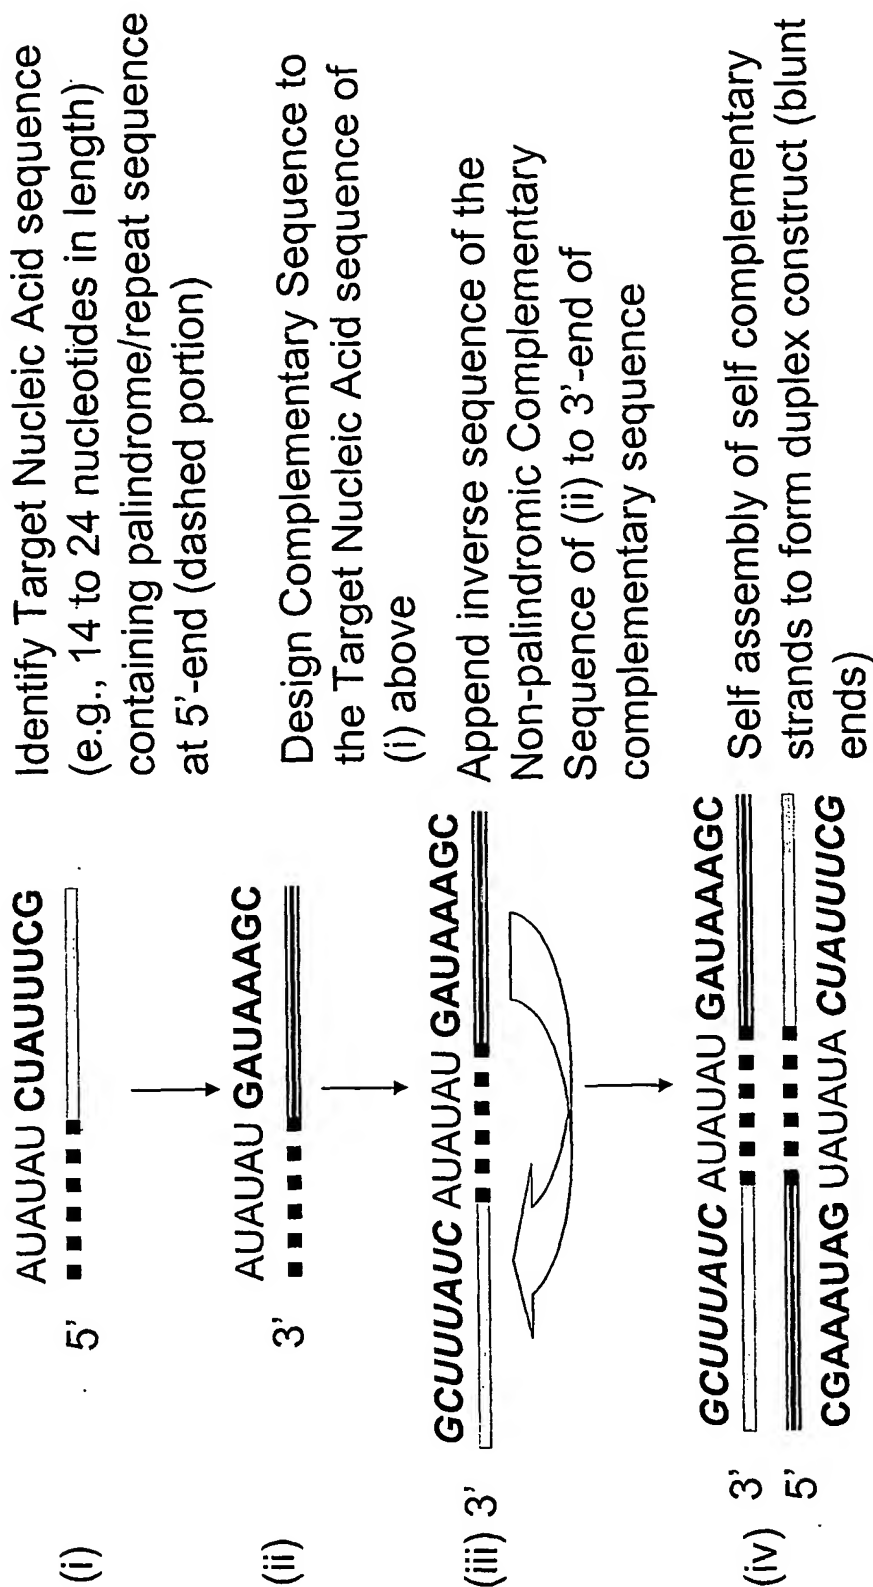 (i)
AUAUAU CUAUUUCG
5’
Identify Target Nucleic Acid sequence
(e.g., 14 to 24 nucleotides in length)
containing palindrome/repeat sequence
at 5’-end (dashed portion)
(ii)
AUAUAU GAUAAAGC
3’
Design Complementary Sequence to
the Target Nucleic Acid sequence of
(i) above
GCUUUAUC AUAUAU GAUAAAGC
(iii) 3’
Append inverse sequence of the
Non-palindromic Complementary
Sequence of (ii) to 3’-end of
complementary sequence
(iv)
GCUUUAUC AUAUAU GAUAAAGC
3’
5’
CGAAAUAG UAUAUA CUAUUUCG
Self assembly of self complementary
strands to form duplex construct (blunt
ends)